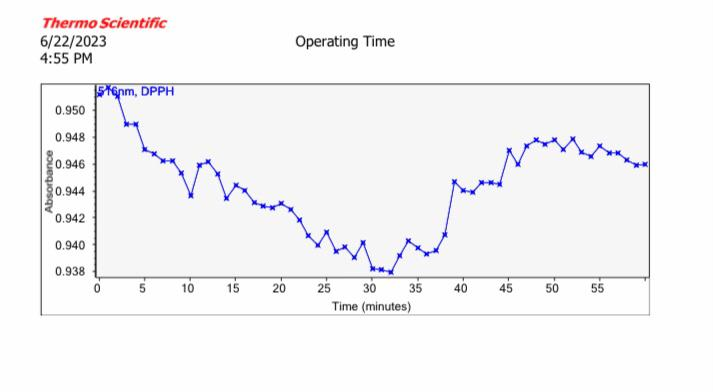 Thermo Scientific
6/22/2023
Operating Time
4:55 PM
516nm, DPPH
0.950
0.948
0.946
0.944
0.942
0.940
0.938
Absorbance
0 5 10 15 20 25 30 35 40 45 50 55
Time (minutes)